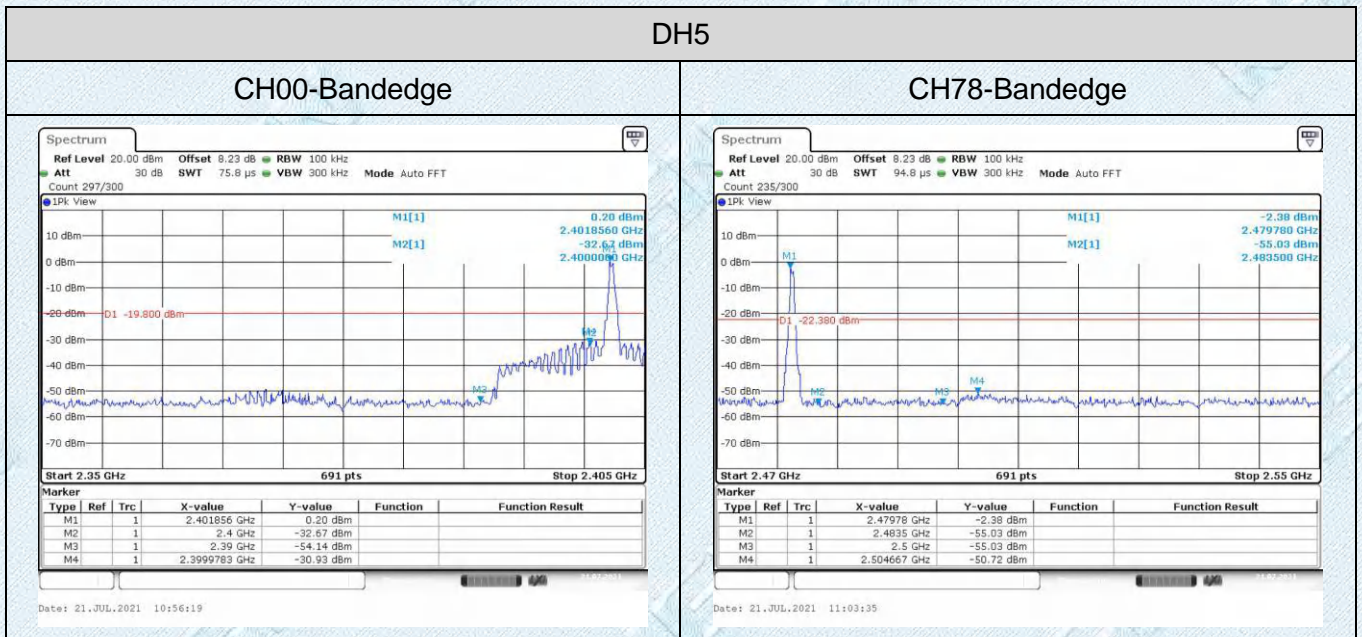 DH5
CH00-Bandedge
CH78-Bandedge
Spectrum
Ref Level 20.00 dBm Offset 8.23 dB RBW 100 kHz
Att 30 dB SWT 75.8 µs VBW 300 kHz Mode Auto FFT
Count 297/300
1Pk View
M1[1] 0.20 dBm
2.4018560 GHz
M2[1] -32.67 dBm
2.4000000 GHz
10 dBm
0 dBm
-10 dBm
-20 dBm
D1 -19.800 dBm
-30 dBm
-40 dBm
-50 dBm
M3
-60 dBm
-70 dBm
Start 2.35 GHz 691 pts Stop 2.405 GHz
Marker
Type Ref Trc X-value Y-value Function Function Result
M1 1 2.401856 GHz 0.20 dBm
M2 1 2.4 GHz -32.67 dBm
M3 1 2.39 GHz -54.14 dBm
M4 1 2.3999783 GHz -30.93 dBm
Date: 21.JUL.2021 10:56:19
Spectrum
Ref Level 20.00 dBm Offset 8.23 dB RBW 100 kHz
Att 30 dB SWT 94.8 µs VBW 300 kHz Mode Auto FFT
Count 235/300
1Pk View
M1[1] -2.38 dBm
2.479780 GHz
M2[1] -55.03 dBm
2.483500 GHz
10 dBm
0 dBm
M1
-10 dBm
-20 dBm
D1 -22.380 dBm
-30 dBm
-40 dBm
-50 dBm
M2 M3 M4
-60 dBm
-70 dBm
Start 2.47 GHz 691 pts Stop 2.55 GHz
Marker
Type Ref Trc X-value Y-value Function Function Result
M1 1 2.47978 GHz -2.38 dBm
M2 1 2.4835 GHz -55.03 dBm
M3 1 2.5 GHz -55.03 dBm
M4 1 2.504667 GHz -50.72 dBm
Date: 21.JUL.2021 11:03:35